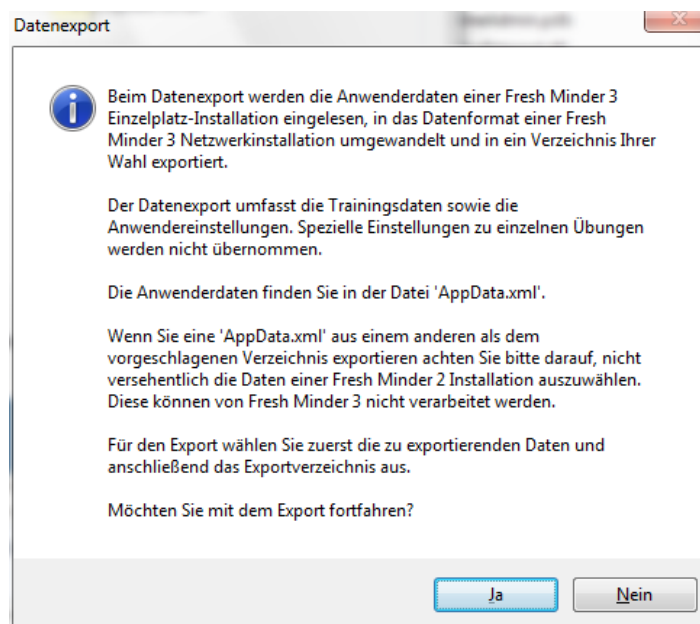 Datenexport
Beim Datenexport werden die Anwenderdaten einer Fresh Minder 3
Einzelplatz-Installation eingelesen, in das Datenformat einer Fresh
Minder 3 Netzwerkinstallation umgewandelt und in ein Verzeichnis Ihrer
Wahl exportiert.
Der Datenexport umfasst die Trainingsdaten sowie die
Anwendereinstellungen. Spezielle Einstellungen zu einzelnen Übungen
werden nicht übernommen.
Die Anwenderdaten finden Sie in der Datei 'AppData.xml'.
Wenn Sie eine 'AppData.xml' aus einem anderen als dem
vorgeschlagenen Verzeichnis exportieren achten Sie bitte darauf, nicht
versehentlich die Daten einer Fresh Minder 2 Installation auszuwählen.
Diese können von Fresh Minder 3 nicht verarbeitet werden.
Für den Export wählen Sie zuerst die zu exportierenden Daten und
anschließend das Exportverzeichnis aus.
Möchten Sie mit dem Export fortfahren?
Ja
Nein